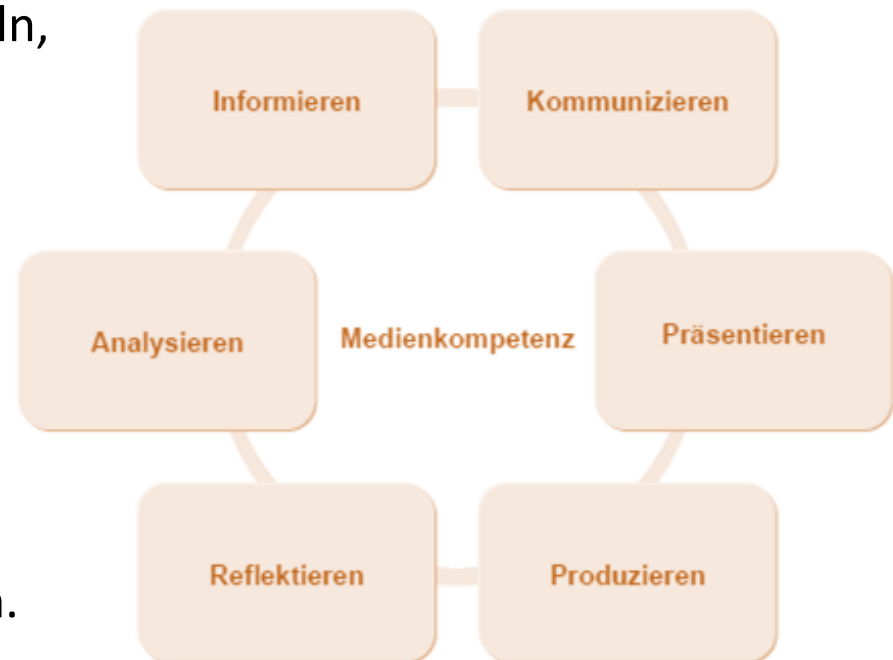 ln,
Informieren
Kommunizieren
Analysieren
Medienkompetenz
Präsentieren
Reflektieren
Produzieren
.